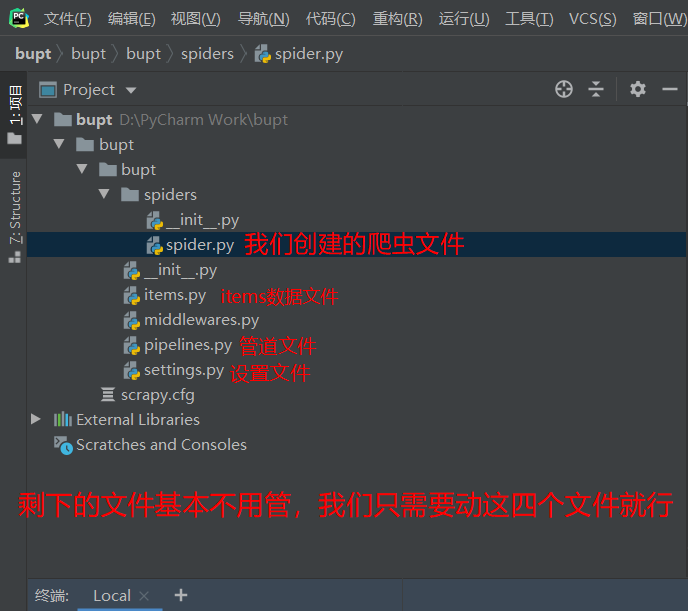 PC 文件(F) 编辑(E) 视图(V) 导航(N) 代码(C) 重构(R) 运行(U) 工具(T) VCS(S) 窗口(W)
bupt bupt bupt spiders spider.py
1: 项目
Project
bupt D:\PyCharm Work\bupt
bupt
bupt
spiders
__init__.py
spider.py 我们创建的爬虫文件
__init__.py
items.py items数据文件
middlewares.py
pipelines.py 管道文件
settings.py 设置文件
scrapy.cfg
External Libraries
Scratches and Consoles
Z: Structure
剩下的文件基本不用管，我们只需要动这四个文件就行
终端: Local × +